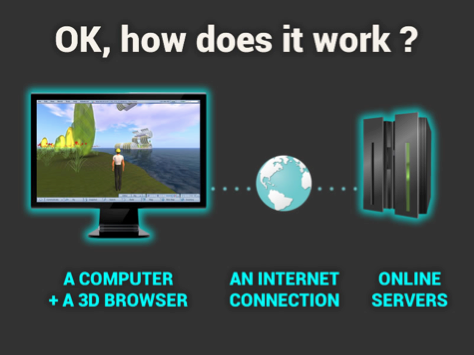 OK, how does it work ?
A COMPUTER
+ A 3D BROWSER
AN INTERNET
CONNECTION
ONLINE
SERVERS